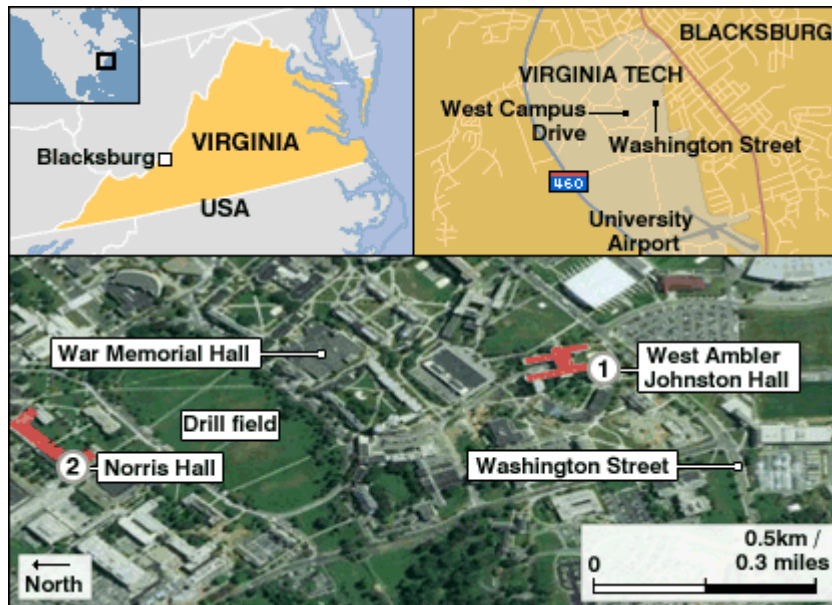 VIRGINIA
Blacksburg
USA
BLACKSBURG
VIRGINIA TECH
West Campus
Drive
Washington Street
460
University
Airport
War Memorial Hall
1
West Ambler
Johnston Hall
Drill field
2
Norris Hall
Washington Street
North
0.5km /
0.3 miles
0